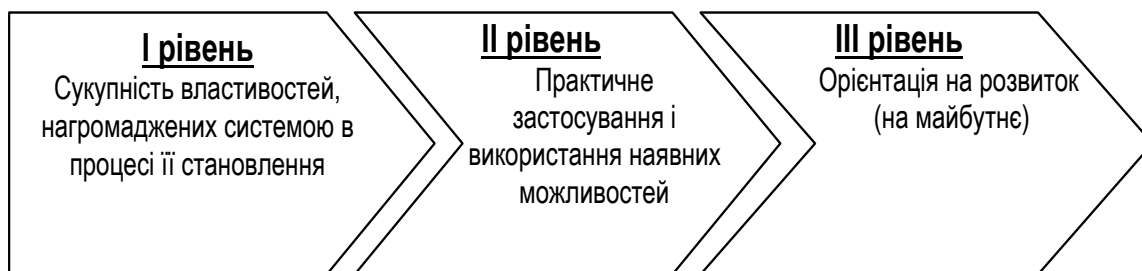 І рівень
Сукупність властивостей,
нагромаджених системою в
процесі її становлення
ІІ рівень
Практичне
застосування і
використання наявних
можливостей
ІІІ рівень
Орієнтація на розвиток
(на майбутнє)